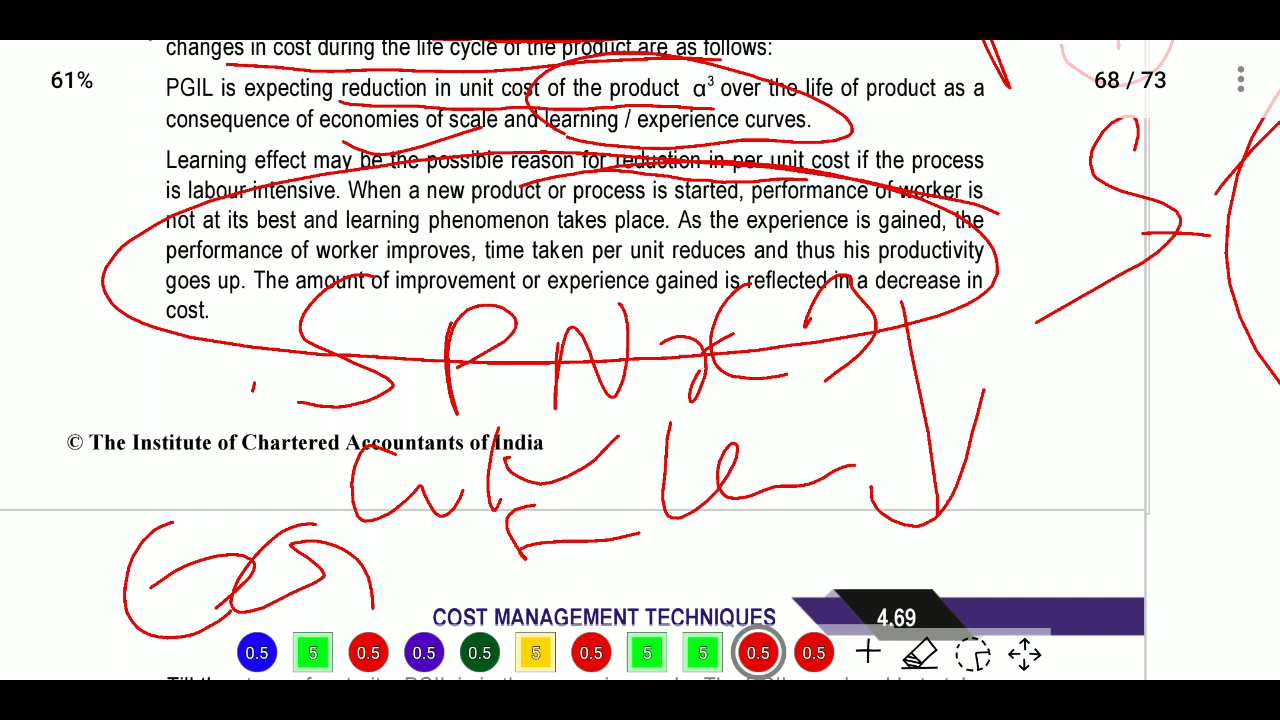 changes in cost during the life cycle of the product are as follows:
61%
68 / 73
PGIL is expecting reduction in unit cost of the product α³ over the life of product as a
consequence of economies of scale and learning / experience curves.
Learning effect may be the possible reason for reduction in per unit cost if the process
is labour intensive. When a new product or process is started, performance of worker is
not at its best and learning phenomenon takes place. As the experience is gained, the
performance of worker improves, time taken per unit reduces and thus his productivity
goes up. The amount of improvement or experience gained is reflected in a decrease in
cost.
© The Institute of Chartered Accountants of India
COST MANAGEMENT TECHNIQUES
4.69
0.5 5 0.5 0.5 0.5 5 0.5 5 5 0.5 0.5